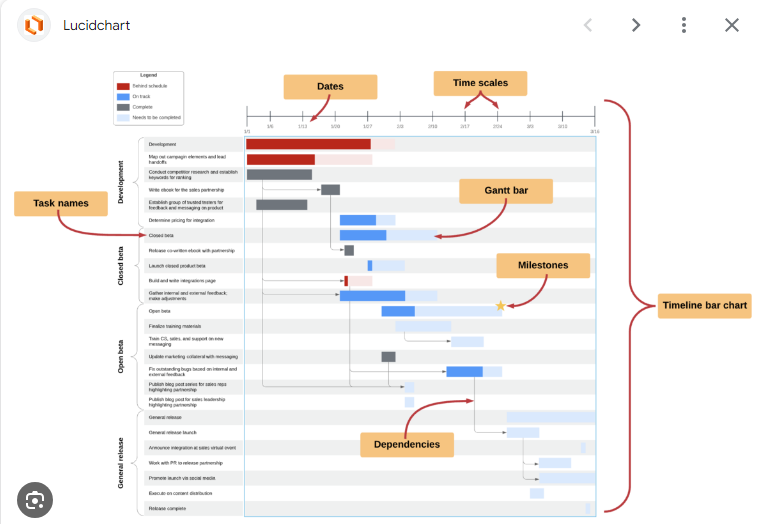 Lucidchart
Legend
Behind schedule
On track
Complete
Needs to be completed
Dates
Time scales
1/1
1/6
1/13
1/20
1/27
2/3
2/10
2/17
2/24
3/3
3/10
Development
Development
Map out campaign elements and lead
handoffs
Conduct competitor research and establish
keywords for ranking
Write ebook for the sales partnership
Establish group of trusted testers for
feedback and messaging on product
Determine pricing for integration
Task names
Gantt bar
Closed beta
Closed beta
Release co-written ebook with partnership
Launch closed product beta
Build and write integrations page
Gather internal and external feedback;
make adjustments
Milestones
Timeline bar chart
Open beta
Open beta
Finalize training materials
Train CS, sales, and support on new
messaging
Update marketing collateral with messaging
Fix outstanding bugs based on internal and
external feedback
Publish blog post series for sales reps
highlighting partnership
Publish blog post for sales leadership
highlighting partnership
Dependencies
General release
General release
General release launch
Announce integration at sales virtual event
Work with PR to release partnership
Promote launch via social media
Execute on content distribution
Release complete